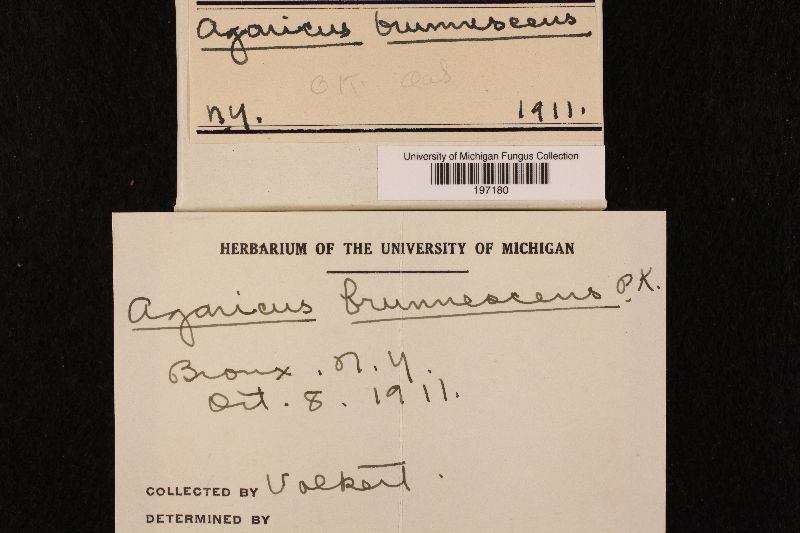 Agaricus brunnescens
OK
N.Y. 1911.
University of Michigan Fungus Collection
197180
HERBARIUM OF THE UNIVERSITY OF MICHIGAN
Agaricus brunnescens P.K.
Bronx. N.Y.
Oct. 8. 1911.
COLLECTED BY Volkert.
DETERMINED BY